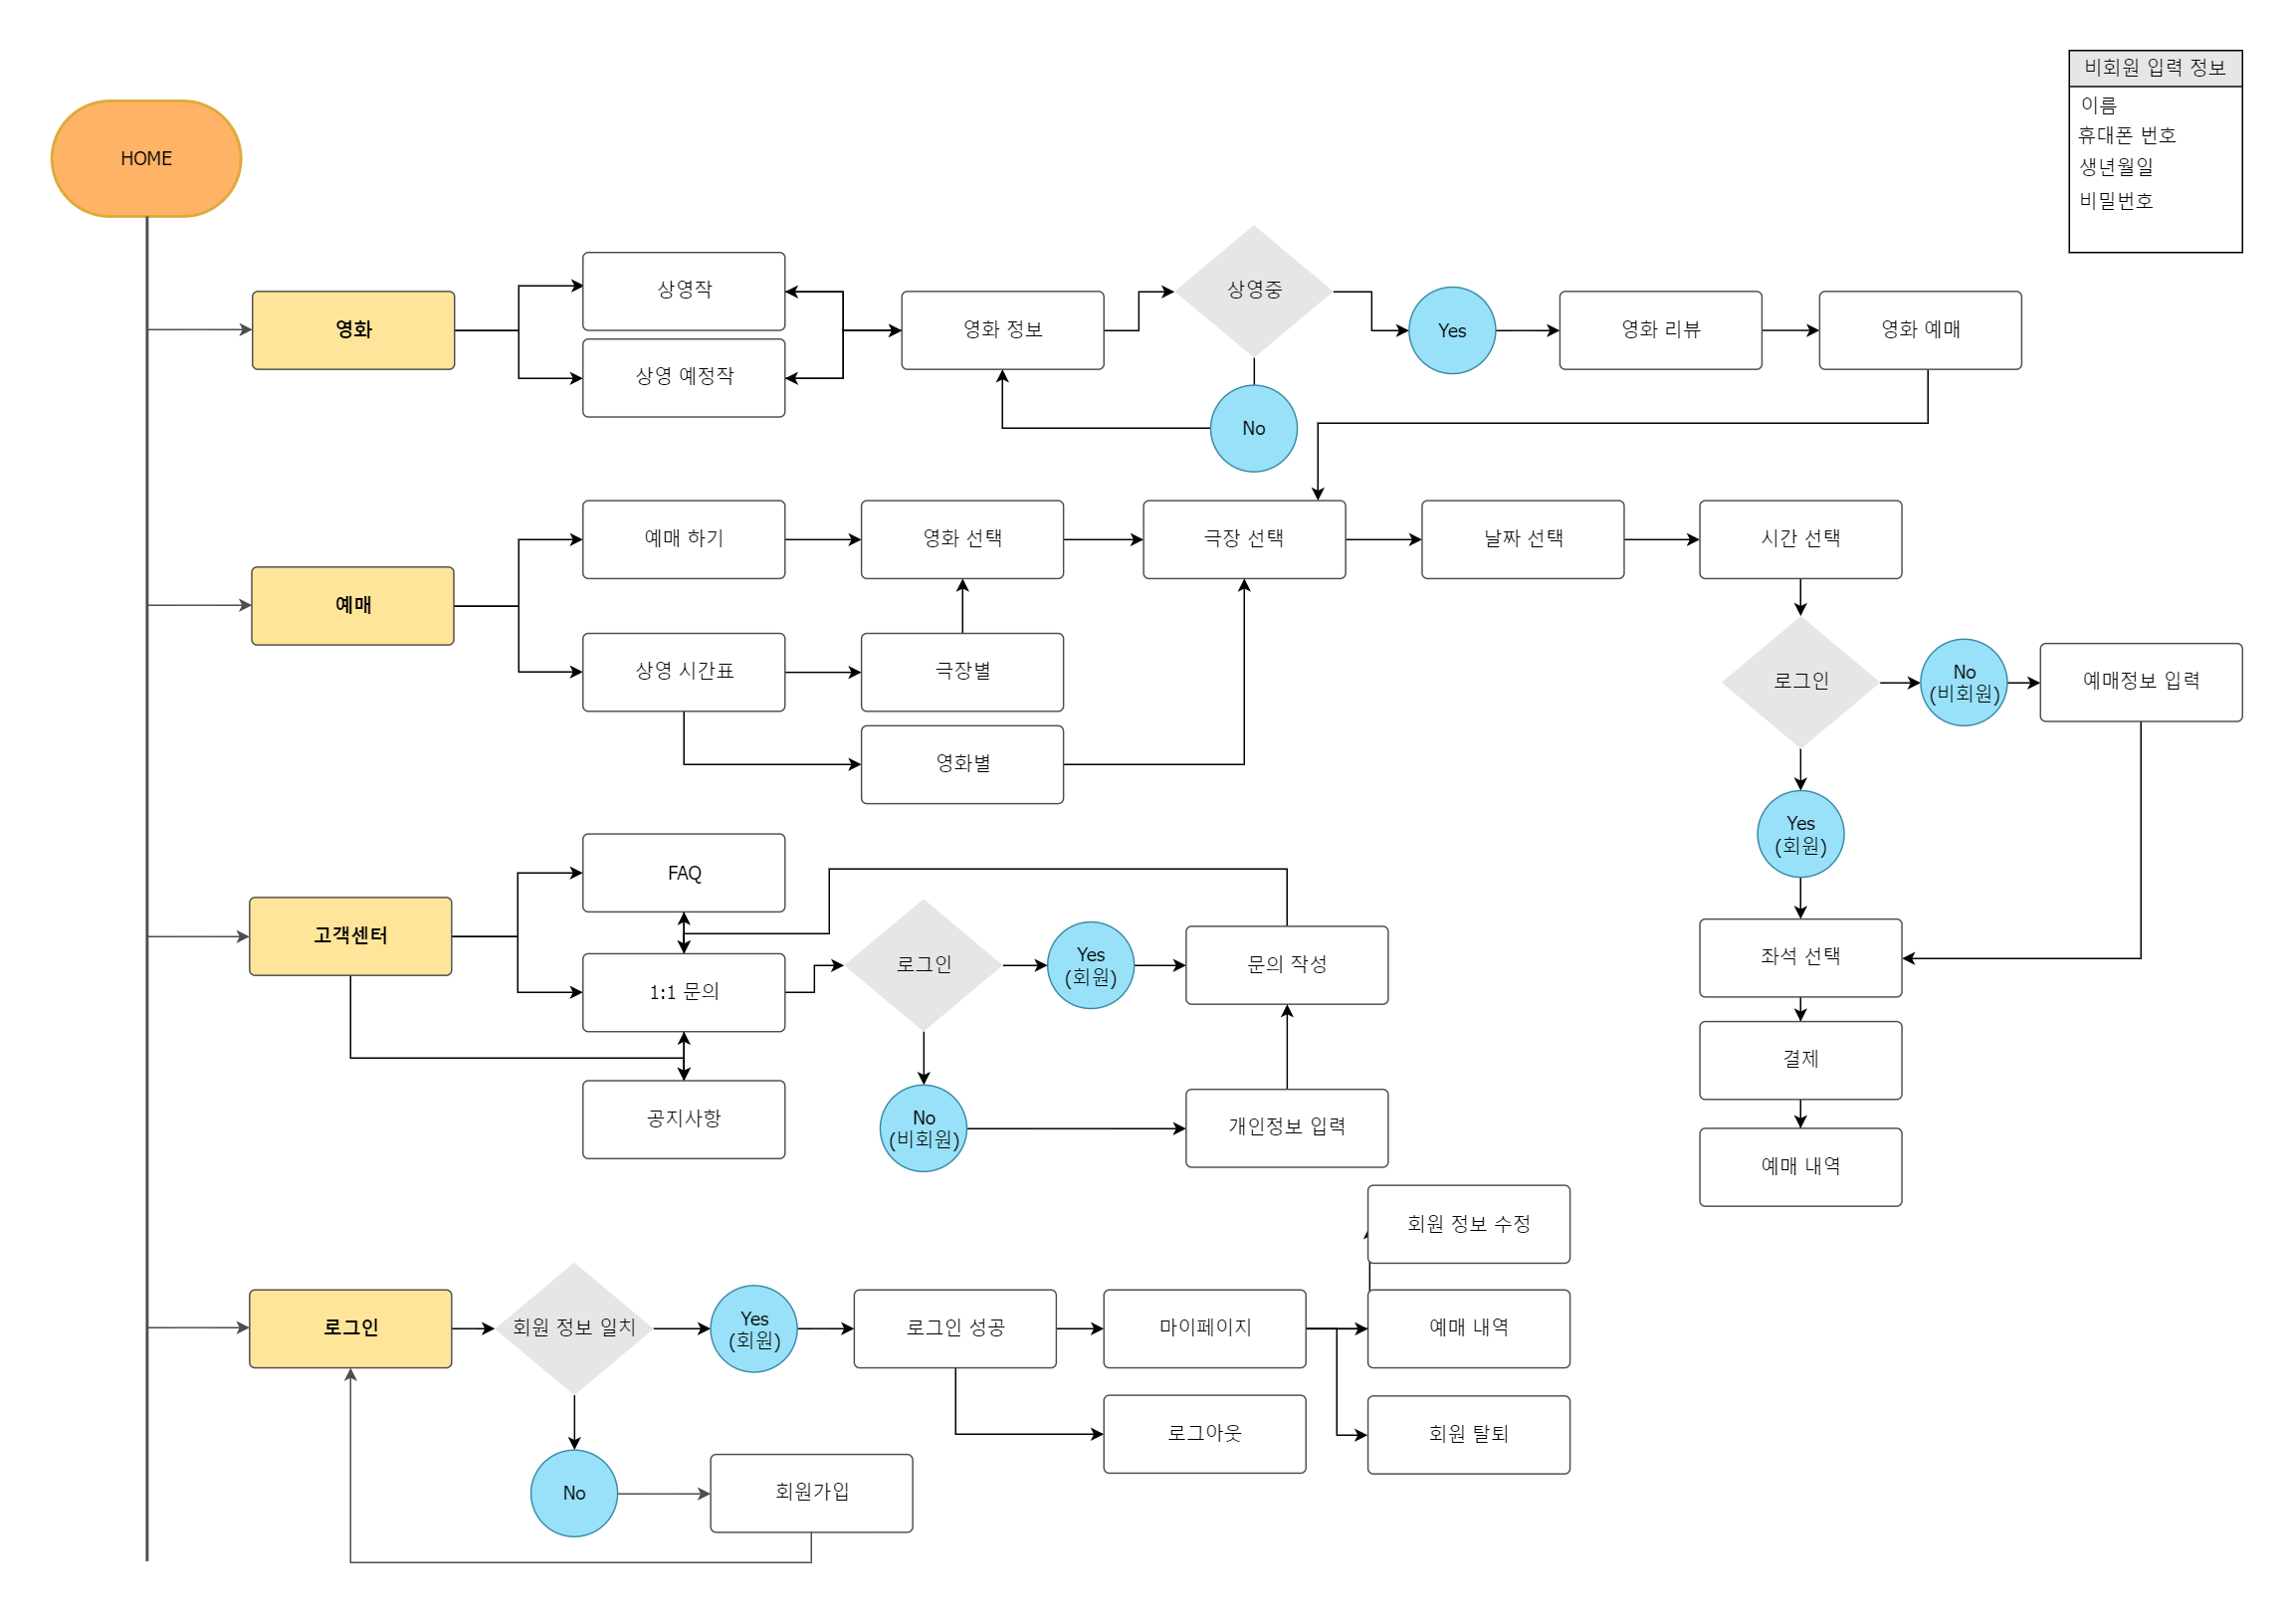 비회원 입력 정보
이름
휴대폰 번호
생년월일
비밀번호
HOME
영화
상영작
상영 예정작
영화 정보
상영중
Yes
No
영화 리뷰
영화 예매
예매
예매 하기
영화 선택
극장 선택
날짜 선택
시간 선택
상영 시간표
극장별
영화별
로그인
No
(비회원)
예매정보 입력
Yes
(회원)
좌석 선택
결제
예매 내역
고객센터
FAQ
1:1 문의
공지사항
로그인
Yes
(회원)
문의 작성
No
(비회원)
개인정보 입력
로그인
회원 정보 일치
Yes
(회원)
로그인 성공
마이페이지
회원 정보 수정
예매 내역
회원 탈퇴
로그아웃
No
회원가입